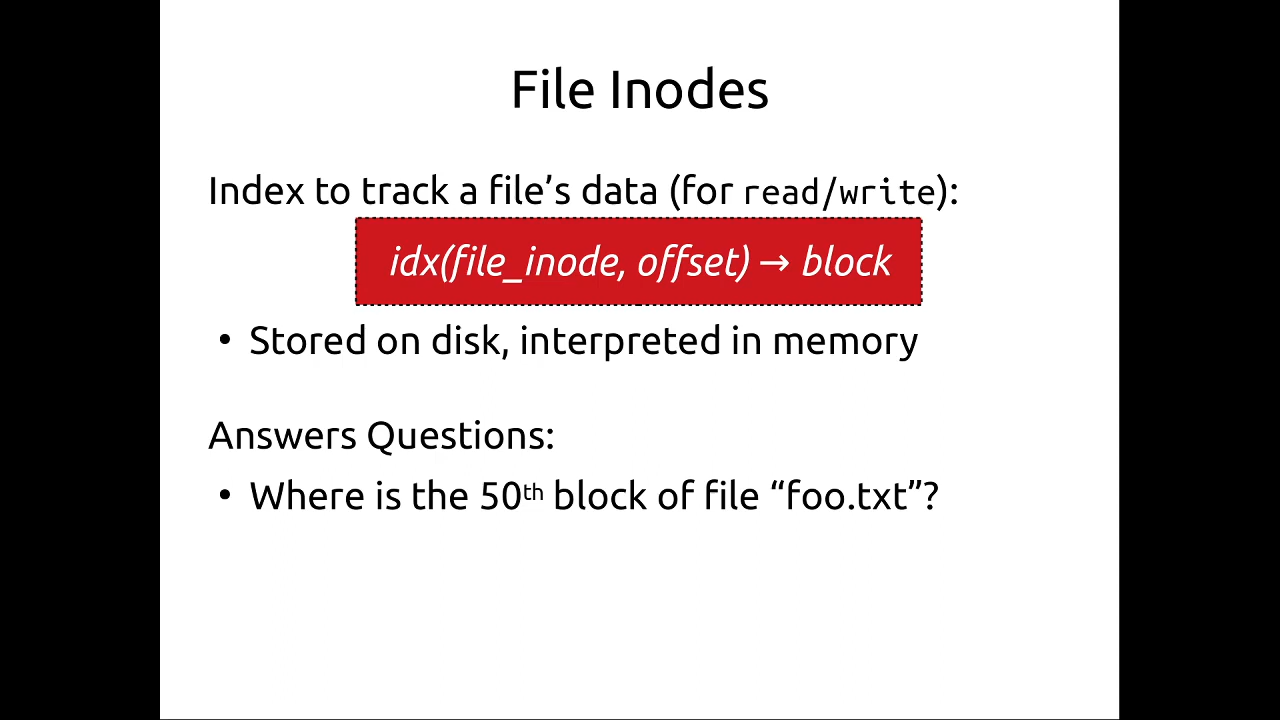 File Inodes
Index to track a file’s data (for read/write):
idx(file_inode, offset) → block
• Stored on disk, interpreted in memory
Answers Questions:
• Where is the 50th block of file “foo.txt”?